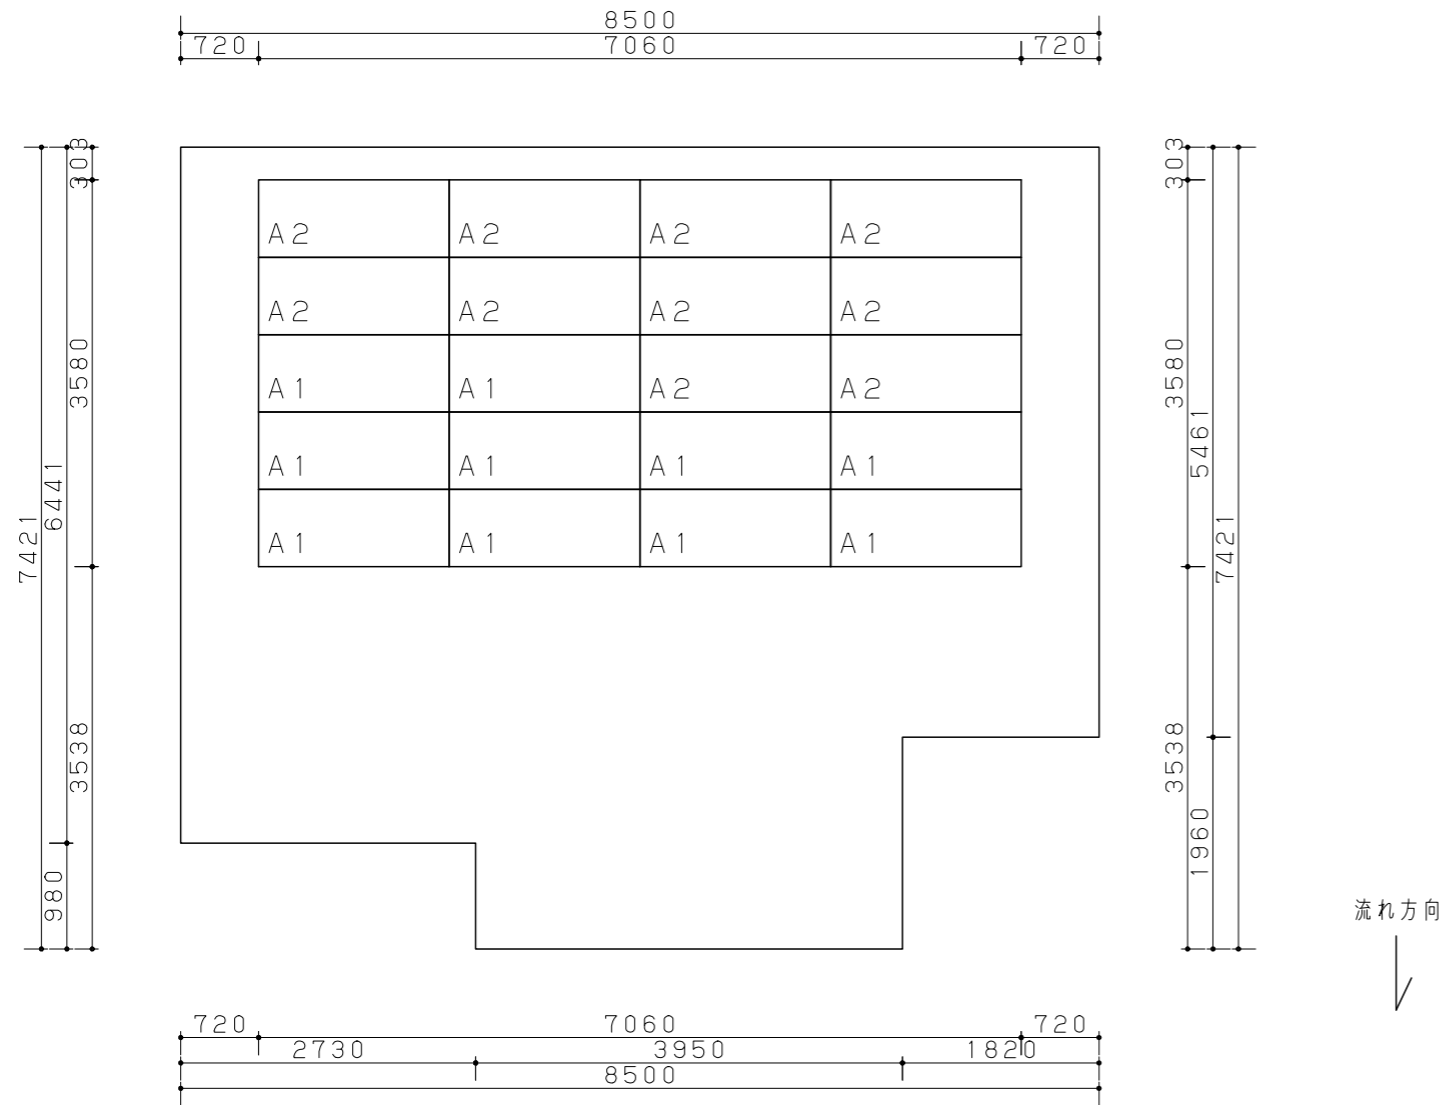 8500
720 7060 720
303 303
A2 A2 A2 A2
A2 A2 A2 A2
3580 A1 A1 A2 A2 3580
6441 A1 A1 A1 A1 5461
7421 A1 A1 A1 A1 7421
3538 3538
980 1960
流れ方向
720 7060 720
2730 3950 1820
8500